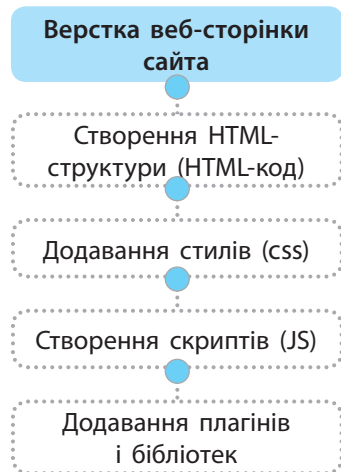 Верстка веб-сторінки
сайта
Створення HTML-
структури (HTML-код)
Додавання стилів (css)
Створення скриптів (JS)
Додавання плагінів
і бібліотек